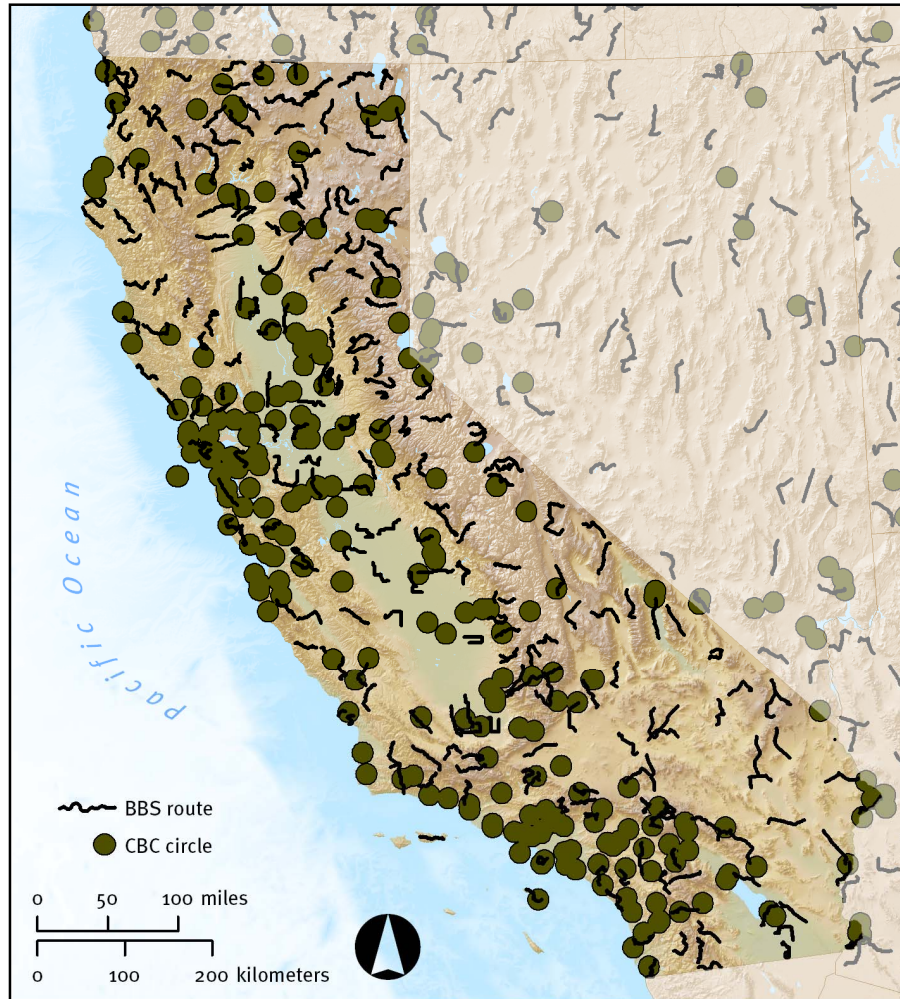 Pacific Ocean
BBS route
CBC circle
0 50 100 miles
0 100 200 kilometers